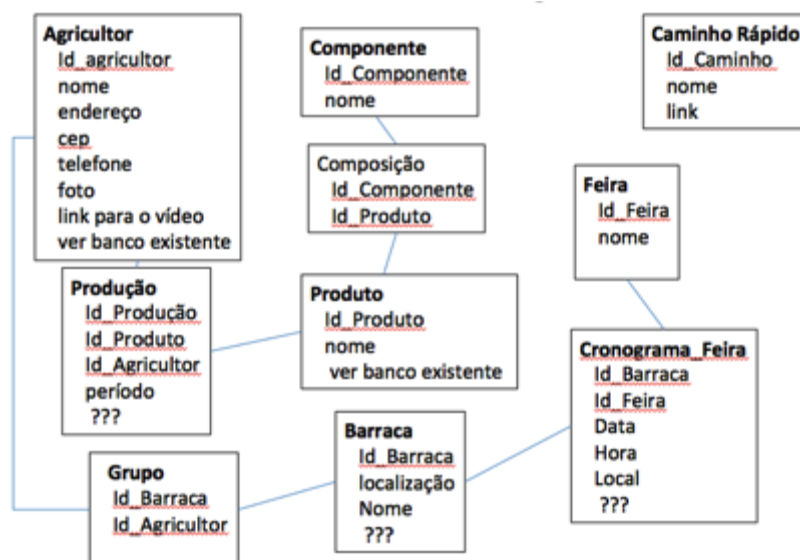 Agricultor
Id_agricultor
nome
endereço
cep
telefone
foto
link para o vídeo
ver banco existente
Componente
Id_Componente
nome
Caminho Rápido
Id_Caminho
nome
link
Composição
Id_Componente
Id_Produto
Feira
Id_Feira
nome
Produção
Id_Produção
Id_Produto
Id_Agricultor
período
???
Produto
Id_Produto
nome
ver banco existente
Cronograma_Feira
Id_Barraca
Id_Feira
Data
Hora
Local
???
Barraca
Id_Barraca
localização
Nome
???
Grupo
Id_Barraca
Id_Agricultor